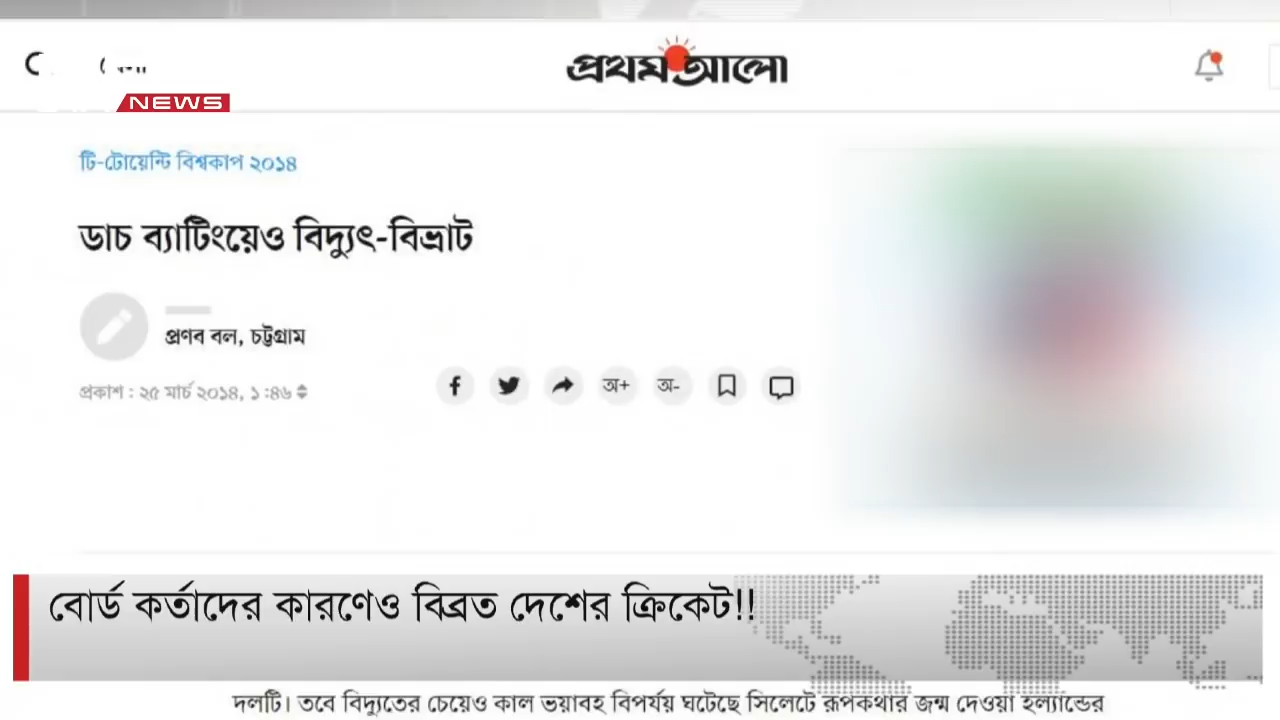 প্রথম আলো
NEWS
টি-টোয়েন্টি বিশ্বকাপ ২০১৪
ডাচ ব্যাটিংয়েও বিদ্যুৎ-বিভ্রাট
প্রণব বল, চট্টগ্রাম
প্রকাশ : ২৫ মার্চ ২০১৪, ১:৪৬
অ+ অ-
বোর্ড কর্তাদের কারণেও বিব্রত দেশের ক্রিকেট!!
দলটি। তবে বিদ্যুতের চেয়েও কাল ভয়াবহ বিপর্যয় ঘটেছে সিলেটে রূপকথার জন্ম দেওয়া হল্যান্ডের